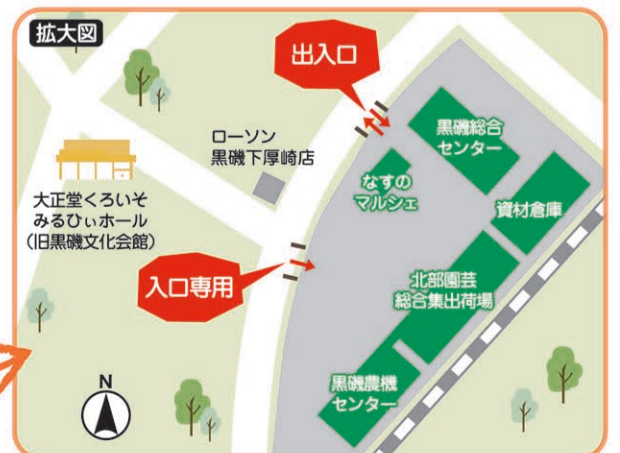 拡大図
出入口
黒磯総合
センター
ローソン
黒磯下厚崎店
なすの
マルシェ
資材倉庫
大正堂くろいそ
みるひぃホール
（旧黒磯文化会館）
入口専用
北部園芸
総合集出荷場
黒磯農機
センター
N